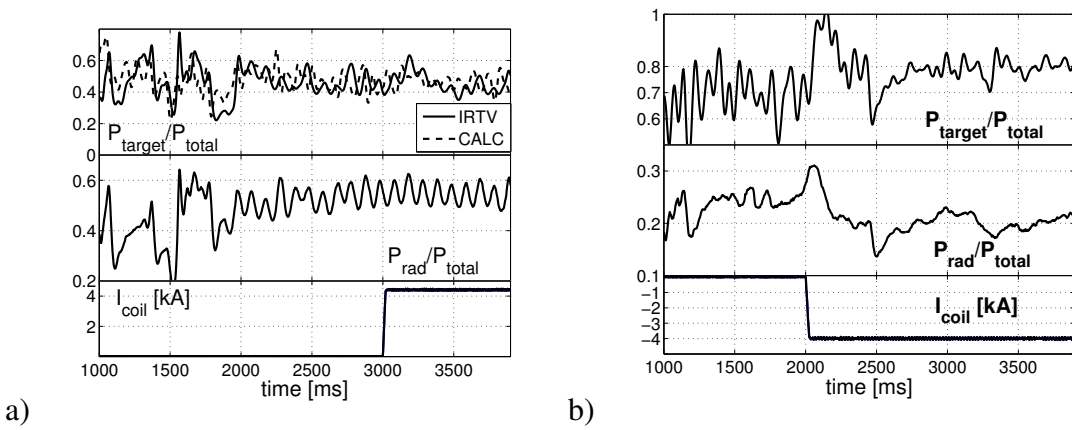 0.6
0.4
0.2
0
IRTV
CALC
P_target/P_total
0.6
0.4
0.2
P_rad/P_total
4
2
I_coil [kA]
1000 1500 2000 2500 3000 3500
time [ms]
a)
1
0.9
0.8
0.7
0.6
P_target/P_total
0.3
0.2
0.1
P_rad/P_total
−1
−2
−3
−4
I_coil [kA]
1000 1500 2000 2500 3000 3500
time [ms]
b)